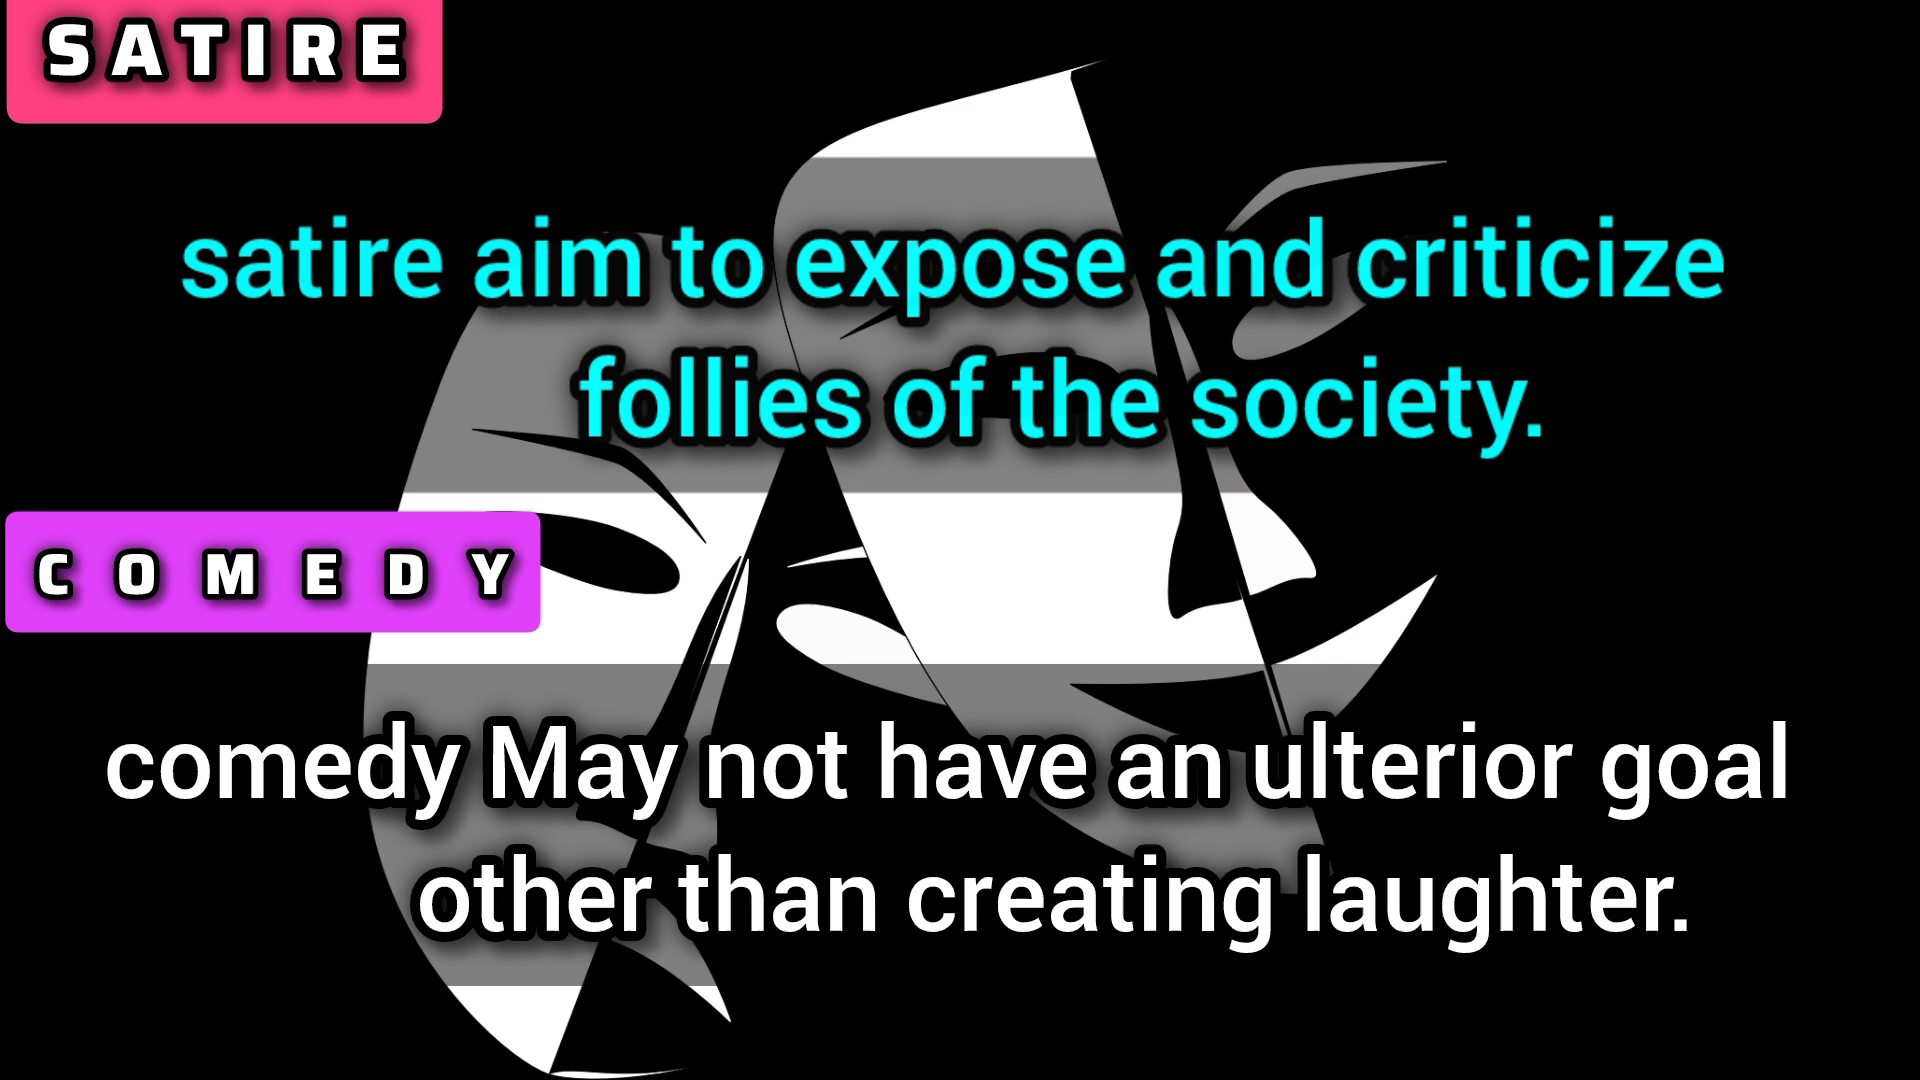 SATIRE
satire aim to expose and criticize
follies of the society.
COMEDY
comedy May not have an ulterior goal
other than creating laughter.